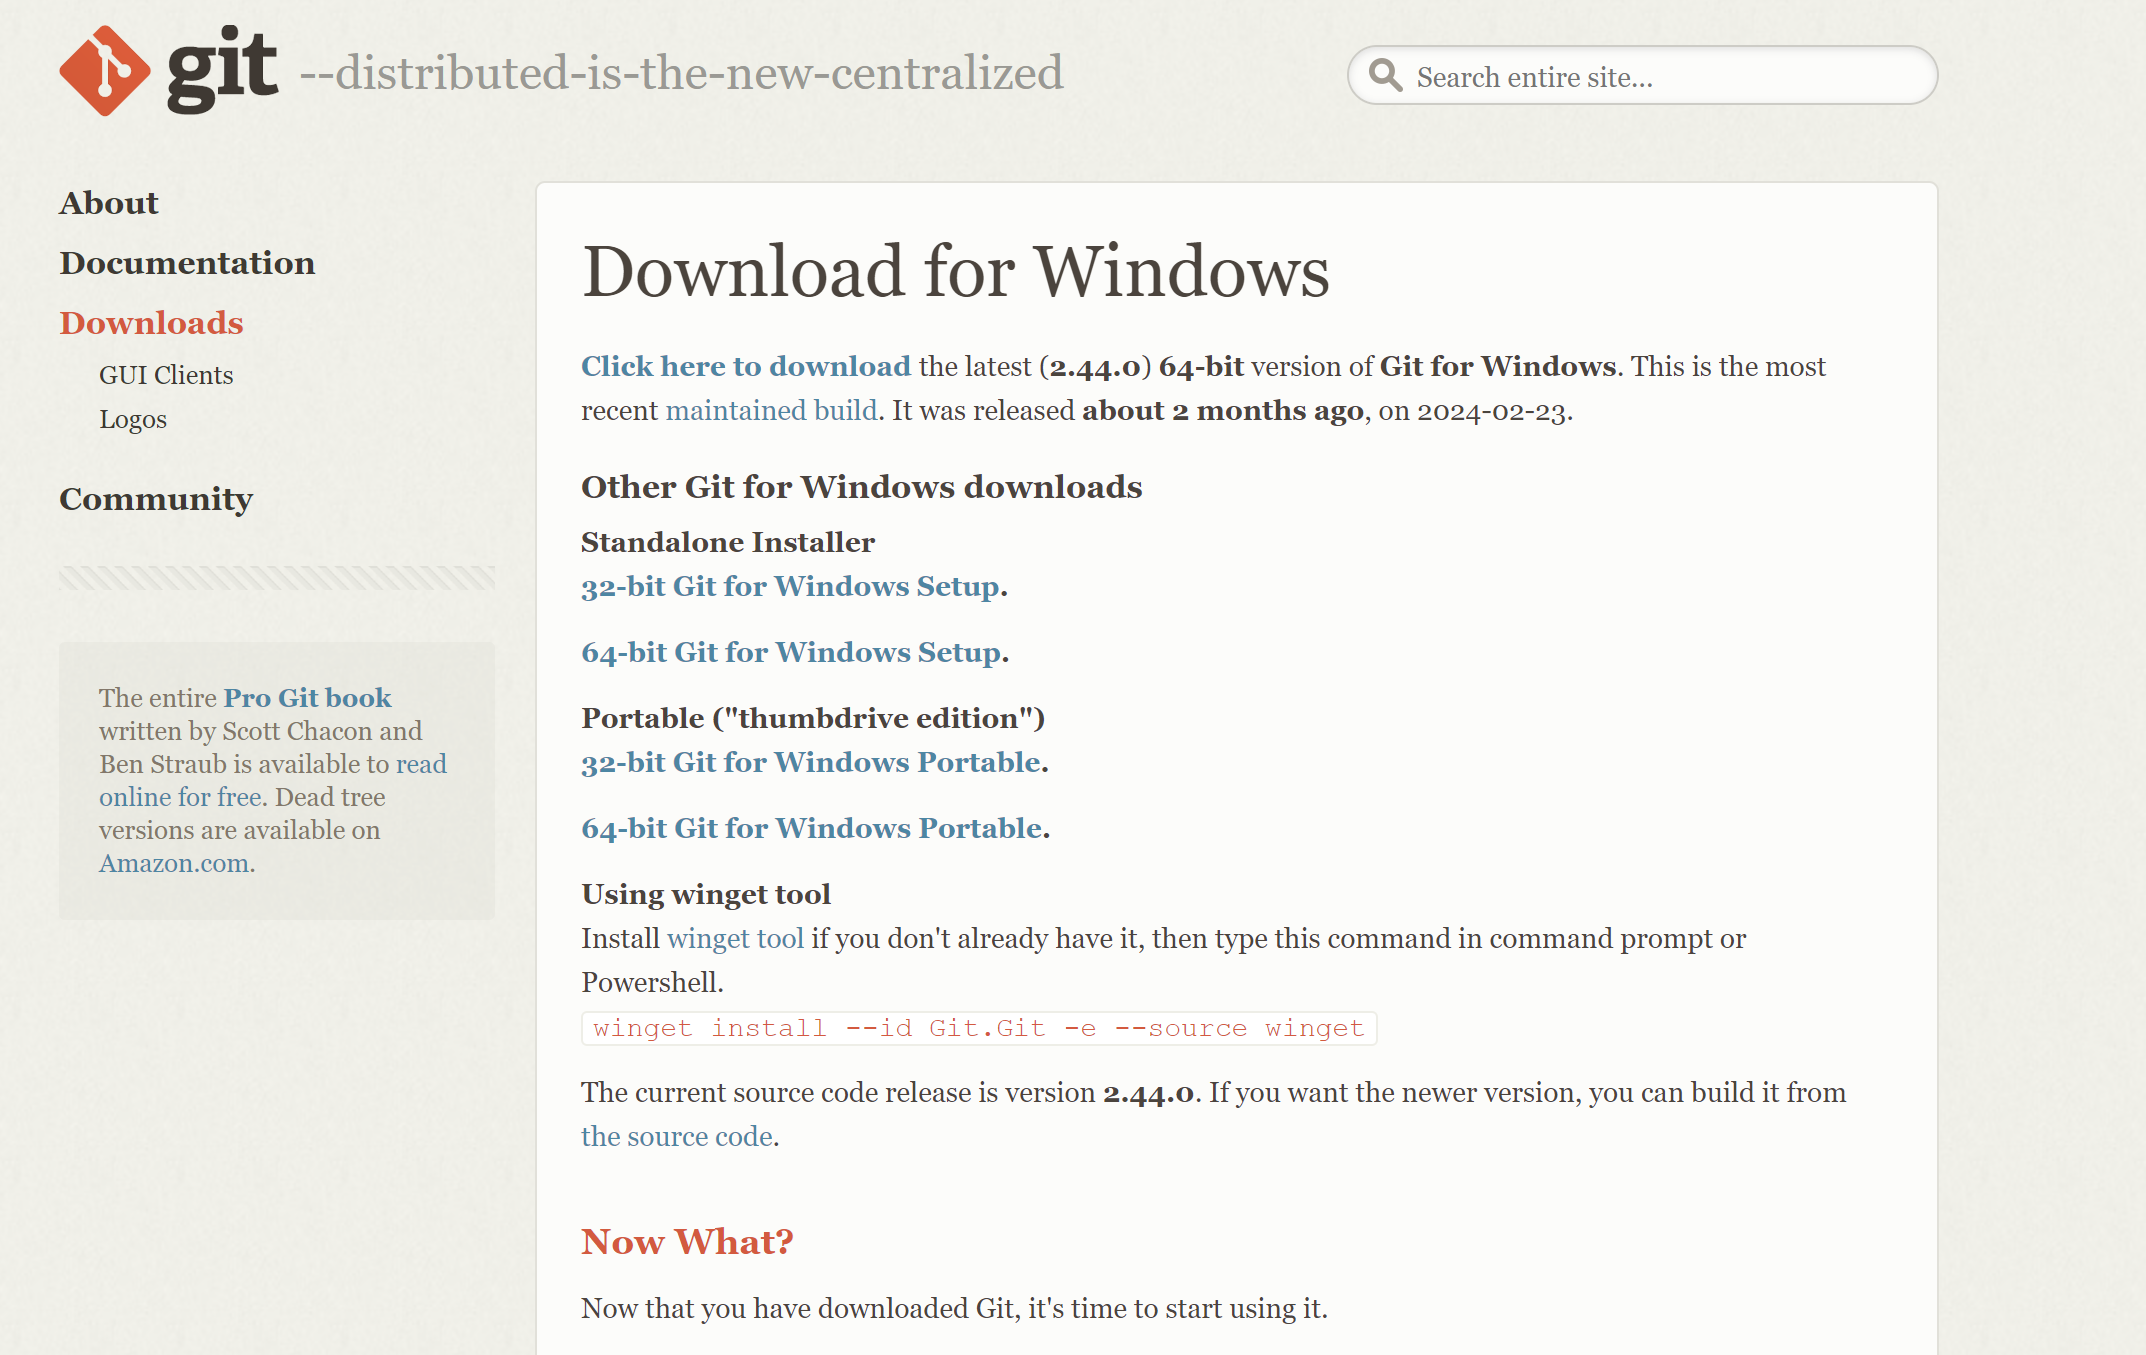 git --distributed-is-the-new-centralized
Search entire site...
About
Documentation
Downloads
GUI Clients
Logos
Community
The entire Pro Git book
written by Scott Chacon and
Ben Straub is available to read
online for free. Dead tree
versions are available on
Amazon.com.
Download for Windows
Click here to download the latest (2.44.0) 64-bit version of Git for Windows. This is the most
recent maintained build. It was released about 2 months ago, on 2024-02-23.
Other Git for Windows downloads
Standalone Installer
32-bit Git for Windows Setup.
64-bit Git for Windows Setup.
Portable ("thumbdrive edition")
32-bit Git for Windows Portable.
64-bit Git for Windows Portable.
Using winget tool
Install winget tool if you don't already have it, then type this command in command prompt or
Powershell.
winget install --id Git.Git -e --source winget
The current source code release is version 2.44.0. If you want the newer version, you can build it from
the source code.
Now What?
Now that you have downloaded Git, it's time to start using it.